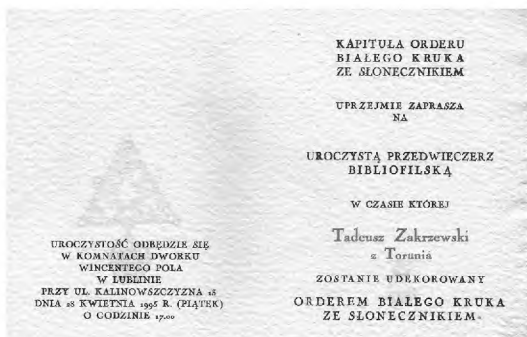 UROCZYSTOŚĆ ODBĘDZIE SIĘ
W KOMNATACH DWORKU
WINCENTEGO POLA
W LUBLINIE
PRZY UL. KALINOWSZCZYZNA 18
DNIA 28 KWIETNIA 1995 R. (PIĄTEK)
O GODZINIE 17.00
KAPITUŁA ORDERU
BIAŁEGO KRUKA
ZE SŁONECZNIKIEM
UPRZEJMIE ZAPRASZA
NA
UROCZYSTĄ PRZEDWIECZERZ
BIBLIOFILSKĄ
W CZASIE KTÓREJ
Tadeusz Zakrzewski
z Torunia
ZOSTANIE UDEKOROWANY
ORDEREM BIAŁEGO KRUKA
ZE SŁONECZNIKIEM